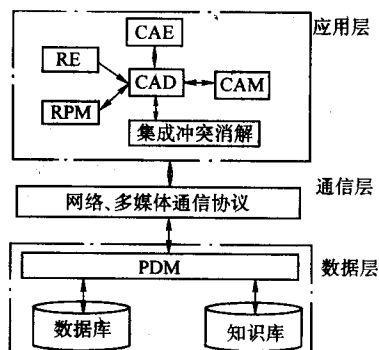 应用层
CAE
RE
CAD
CAM
RPM
集成冲突消解
通信层
网络、多媒体通信协议
数据层
PDM
数据库
知识库